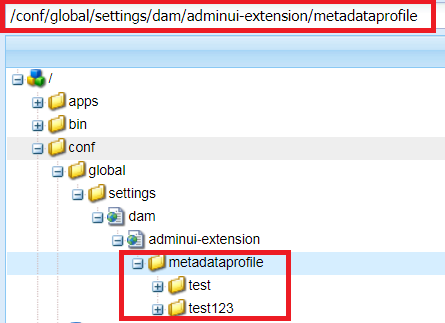 /conf/global/settings/dam/adminui-extension/metadataprofile
/
apps
bin
conf
global
settings
dam
adminui-extension
metadataprofile
test
test123